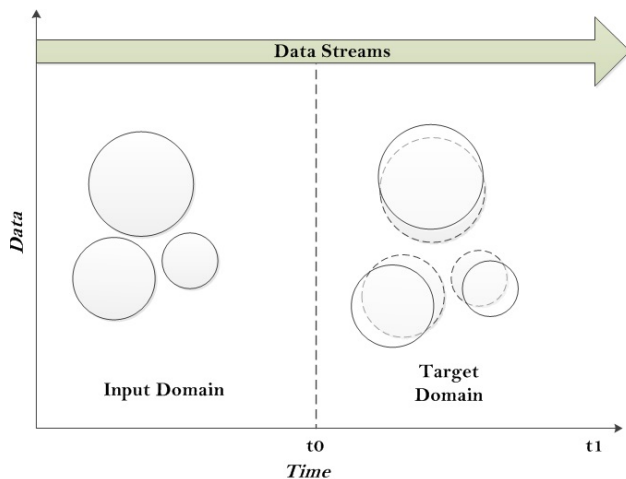 Data Streams
Data
Input Domain
Target
Domain
t0
t1
Time